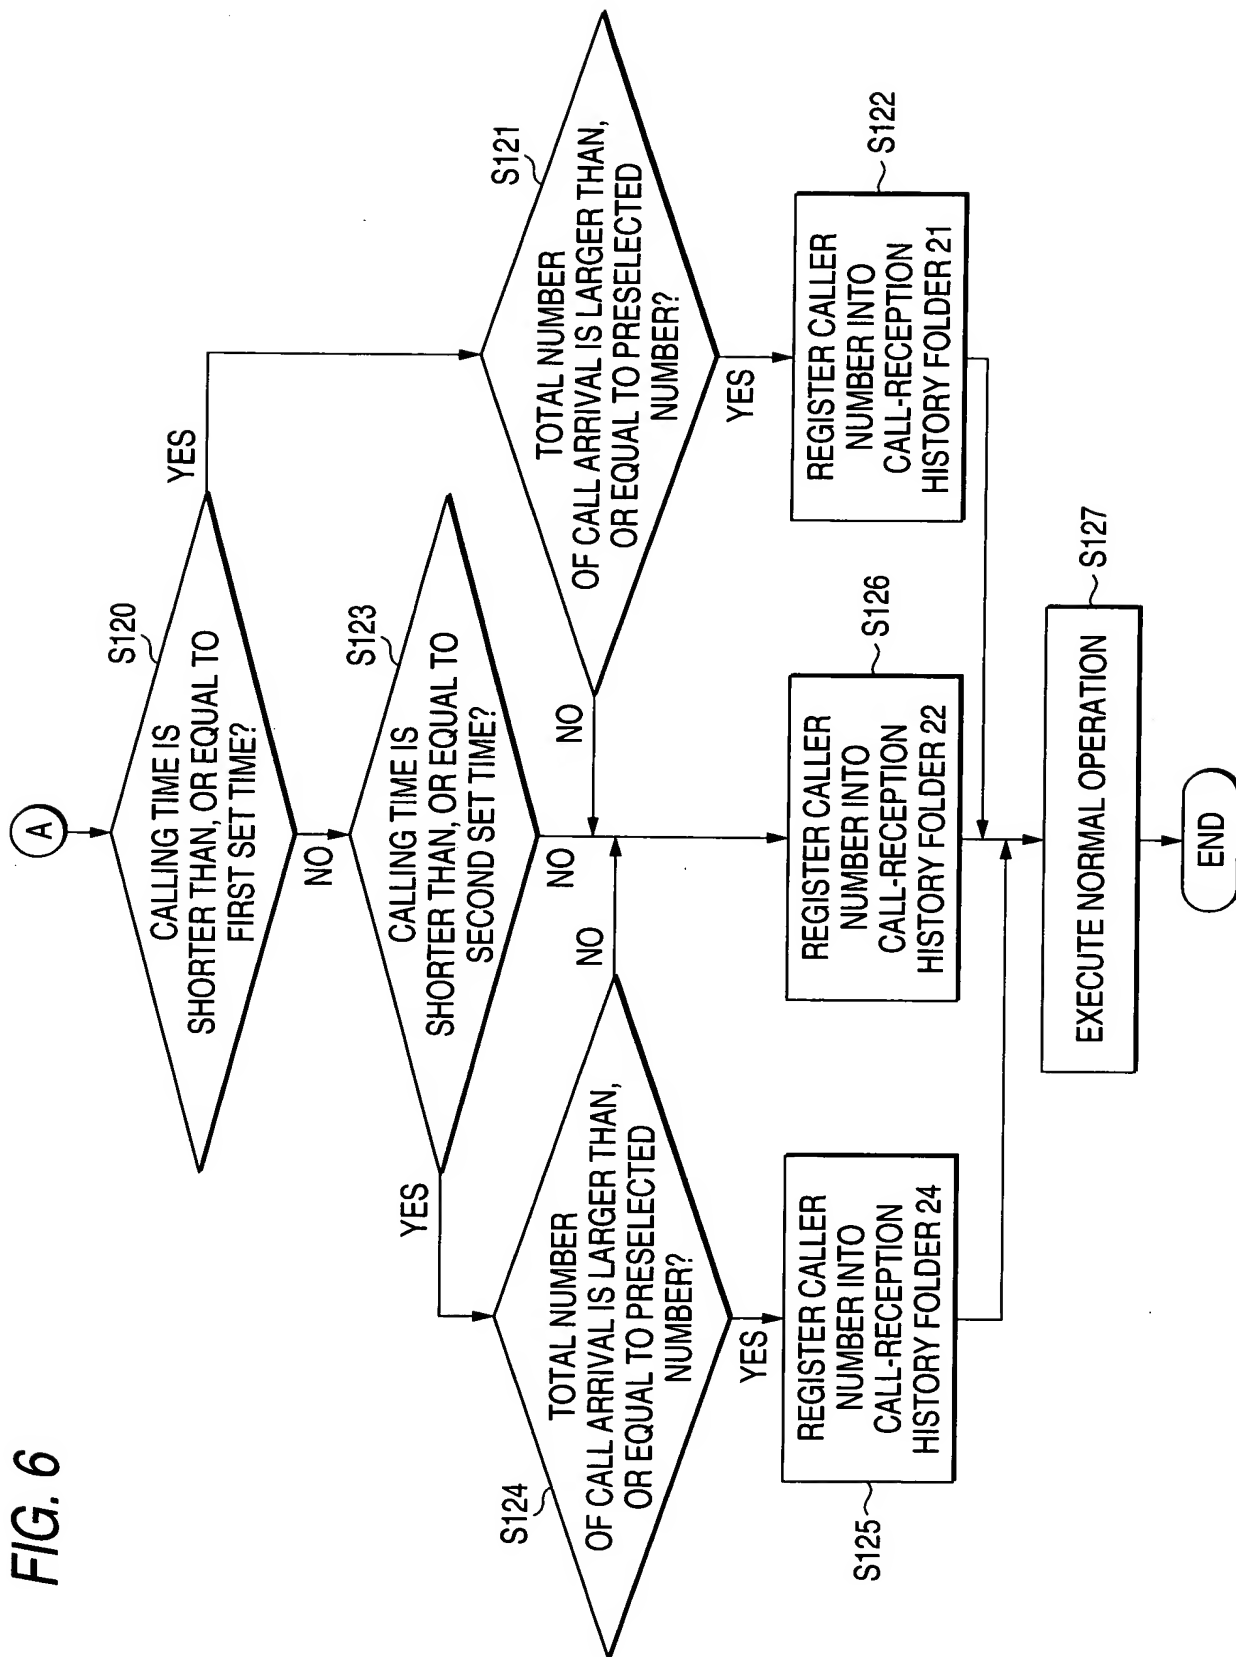 FIG. 6
A
CALLING TIME IS
SHORTER THAN, OR EQUAL TO
FIRST SET TIME?
S120
YES
NO
CALLING TIME IS
SHORTER THAN, OR EQUAL TO
SECOND SET TIME?
S123
YES
NO
TOTAL NUMBER
OF CALL ARRIVAL IS LARGER THAN,
OR EQUAL TO PRESELECTED
NUMBER?
S124
NO
YES
TOTAL NUMBER
OF CALL ARRIVAL IS LARGER THAN,
OR EQUAL TO PRESELECTED
NUMBER?
S121
NO
YES
REGISTER CALLER
NUMBER INTO
CALL-RECEPTION
HISTORY FOLDER 24
S125
REGISTER CALLER
NUMBER INTO
CALL-RECEPTION
HISTORY FOLDER 22
S126
REGISTER CALLER
NUMBER INTO
CALL-RECEPTION
HISTORY FOLDER 21
S122
EXECUTE NORMAL OPERATION
S127
END